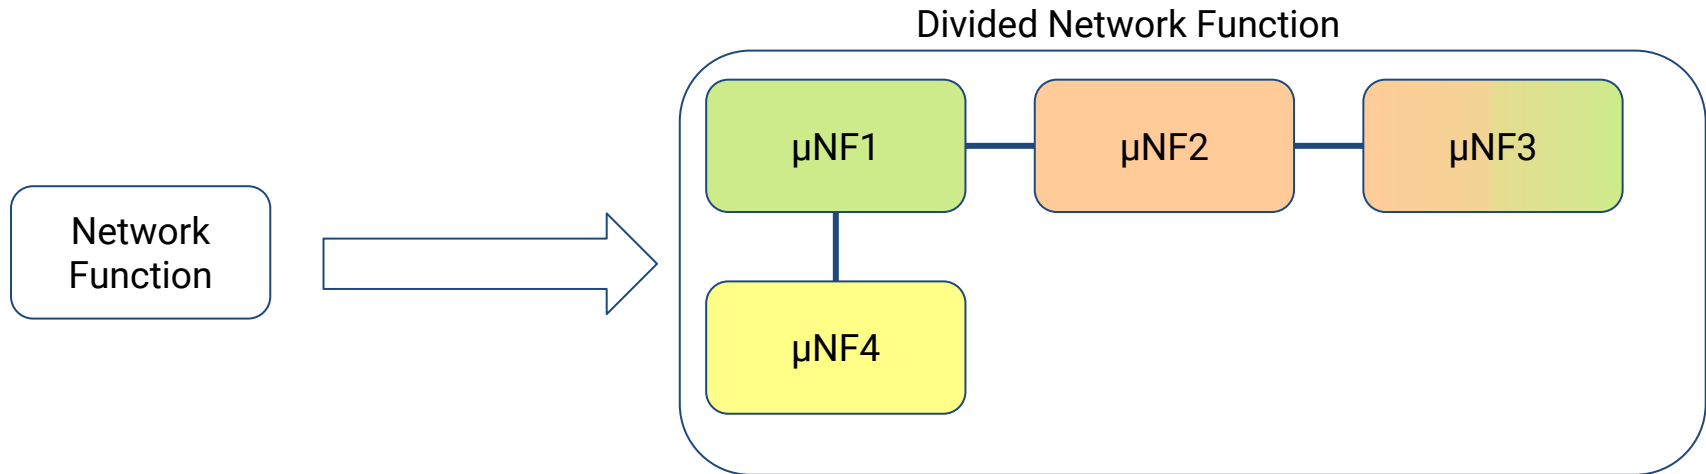 Divided Network Function
µNF1
µNF2
µNF3
Network
Function
µNF4